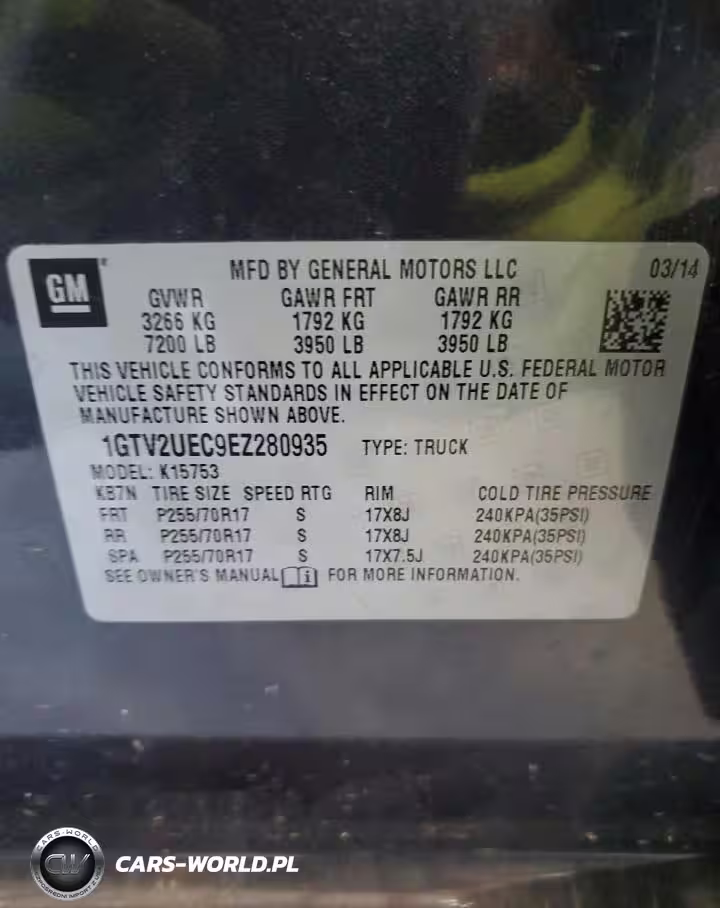 GM
MFD BY GENERAL MOTORS LLC 03/14
GVWR GAWR FRT GAWR RR
3266 KG 1792 KG 1792 KG
7200 LB 3950 LB 3950 LB
THIS VEHICLE CONFORMS TO ALL APPLICABLE U.S. FEDERAL MOTOR
VEHICLE SAFETY STANDARDS IN EFFECT ON THE DATE OF
MANUFACTURE SHOWN ABOVE.
1GTV2UEC9EZ280935 TYPE: TRUCK
MODEL: K15753
KB7N TIRE SIZE SPEED RTG RIM COLD TIRE PRESSURE
FRT P255/70R17 S 17X8J 240KPA(35PSI)
RR P255/70R17 S 17X8J 240KPA(35PSI)
SPA P255/70R17 S 17X7.5J 240KPA(35PSI)
SEE OWNER'S MANUAL FOR MORE INFORMATION.
CARS-WORLD
CW
CARS-WORLD.PL